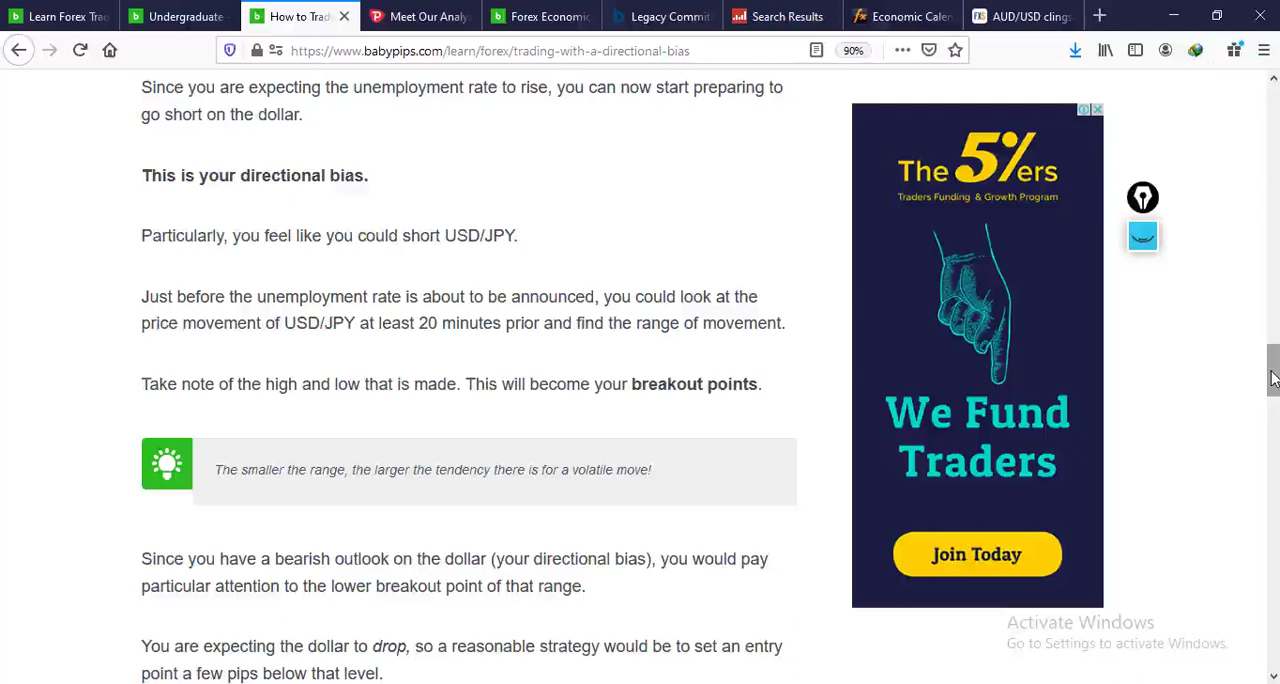 Learn Forex Trad
Undergraduate
How to Trad
Meet Our Analy
Forex Economic
Legacy Commit
Search Results
Economic Calen
AUD/USD clings
https://www.babypips.com/learn/forex/trading-with-a-directional-bias
90%
Since you are expecting the unemployment rate to rise, you can now start preparing to
go short on the dollar.
This is your directional bias.
Particularly, you feel like you could short USD/JPY.
Just before the unemployment rate is about to be announced, you could look at the
price movement of USD/JPY at least 20 minutes prior and find the range of movement.
Take note of the high and low that is made. This will become your breakout points.
The smaller the range, the larger the tendency there is for a volatile move!
Since you have a bearish outlook on the dollar (your directional bias), you would pay
particular attention to the lower breakout point of that range.
You are expecting the dollar to drop, so a reasonable strategy would be to set an entry
point a few pips below that level.
The 5%ers
Traders Funding & Growth Program
We Fund
Traders
Join Today
Activate Windows
Go to Settings to activate Windows.